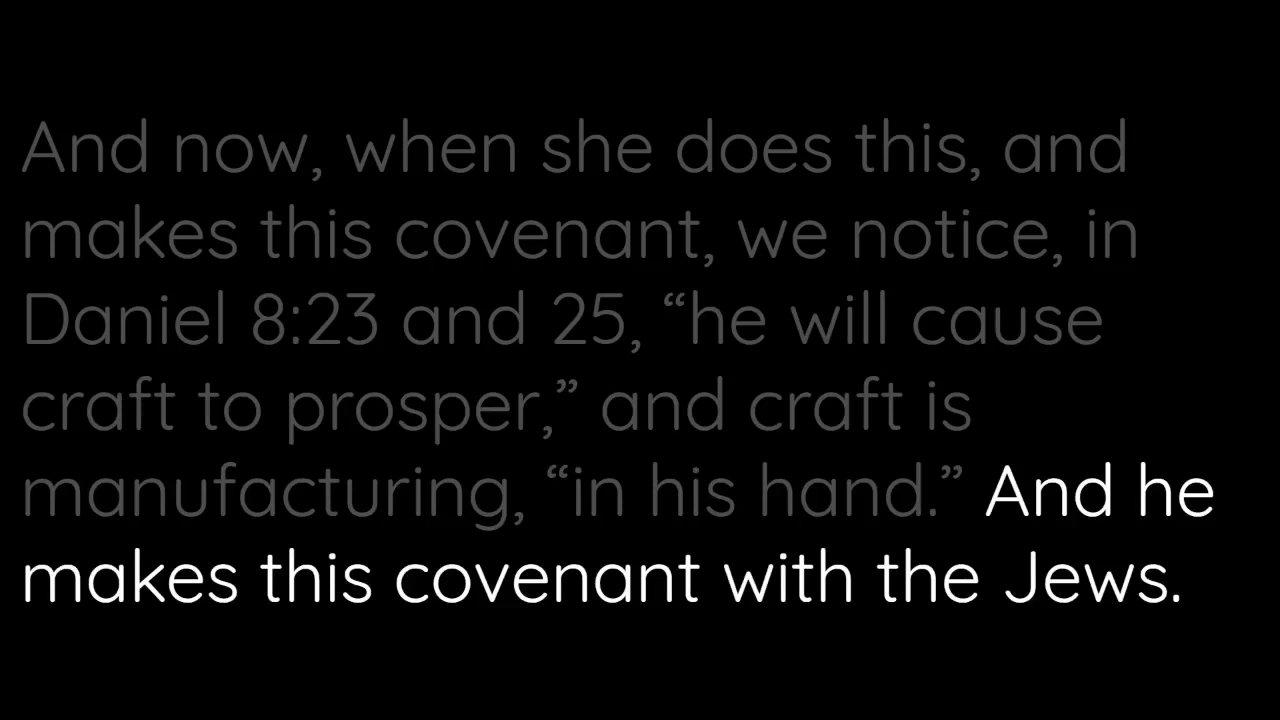 And now, when she does this, and
makes this covenant, we notice, in
Daniel 8:23 and 25, “he will cause
craft to prosper,” and craft is
manufacturing, “in his hand.” And he
makes this covenant with the Jews.